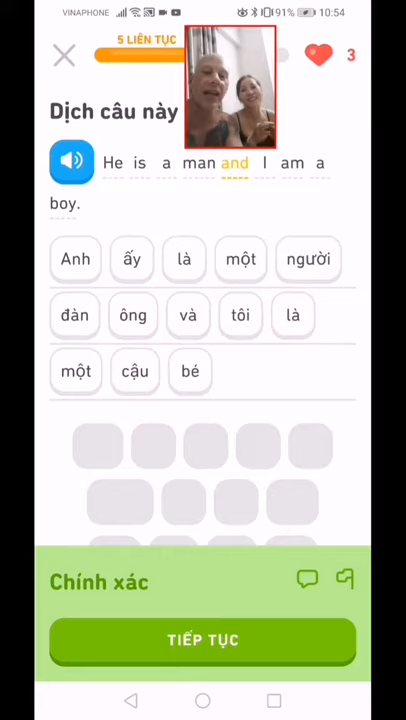 VINAPHONE 91% 10:54
5 LIÊN TỤC
3
Dịch câu này
He is a man and I am a
boy.
Anh ấy là một người
đàn ông và tôi là
một cậu bé
Chính xác
TIẾP TỤC